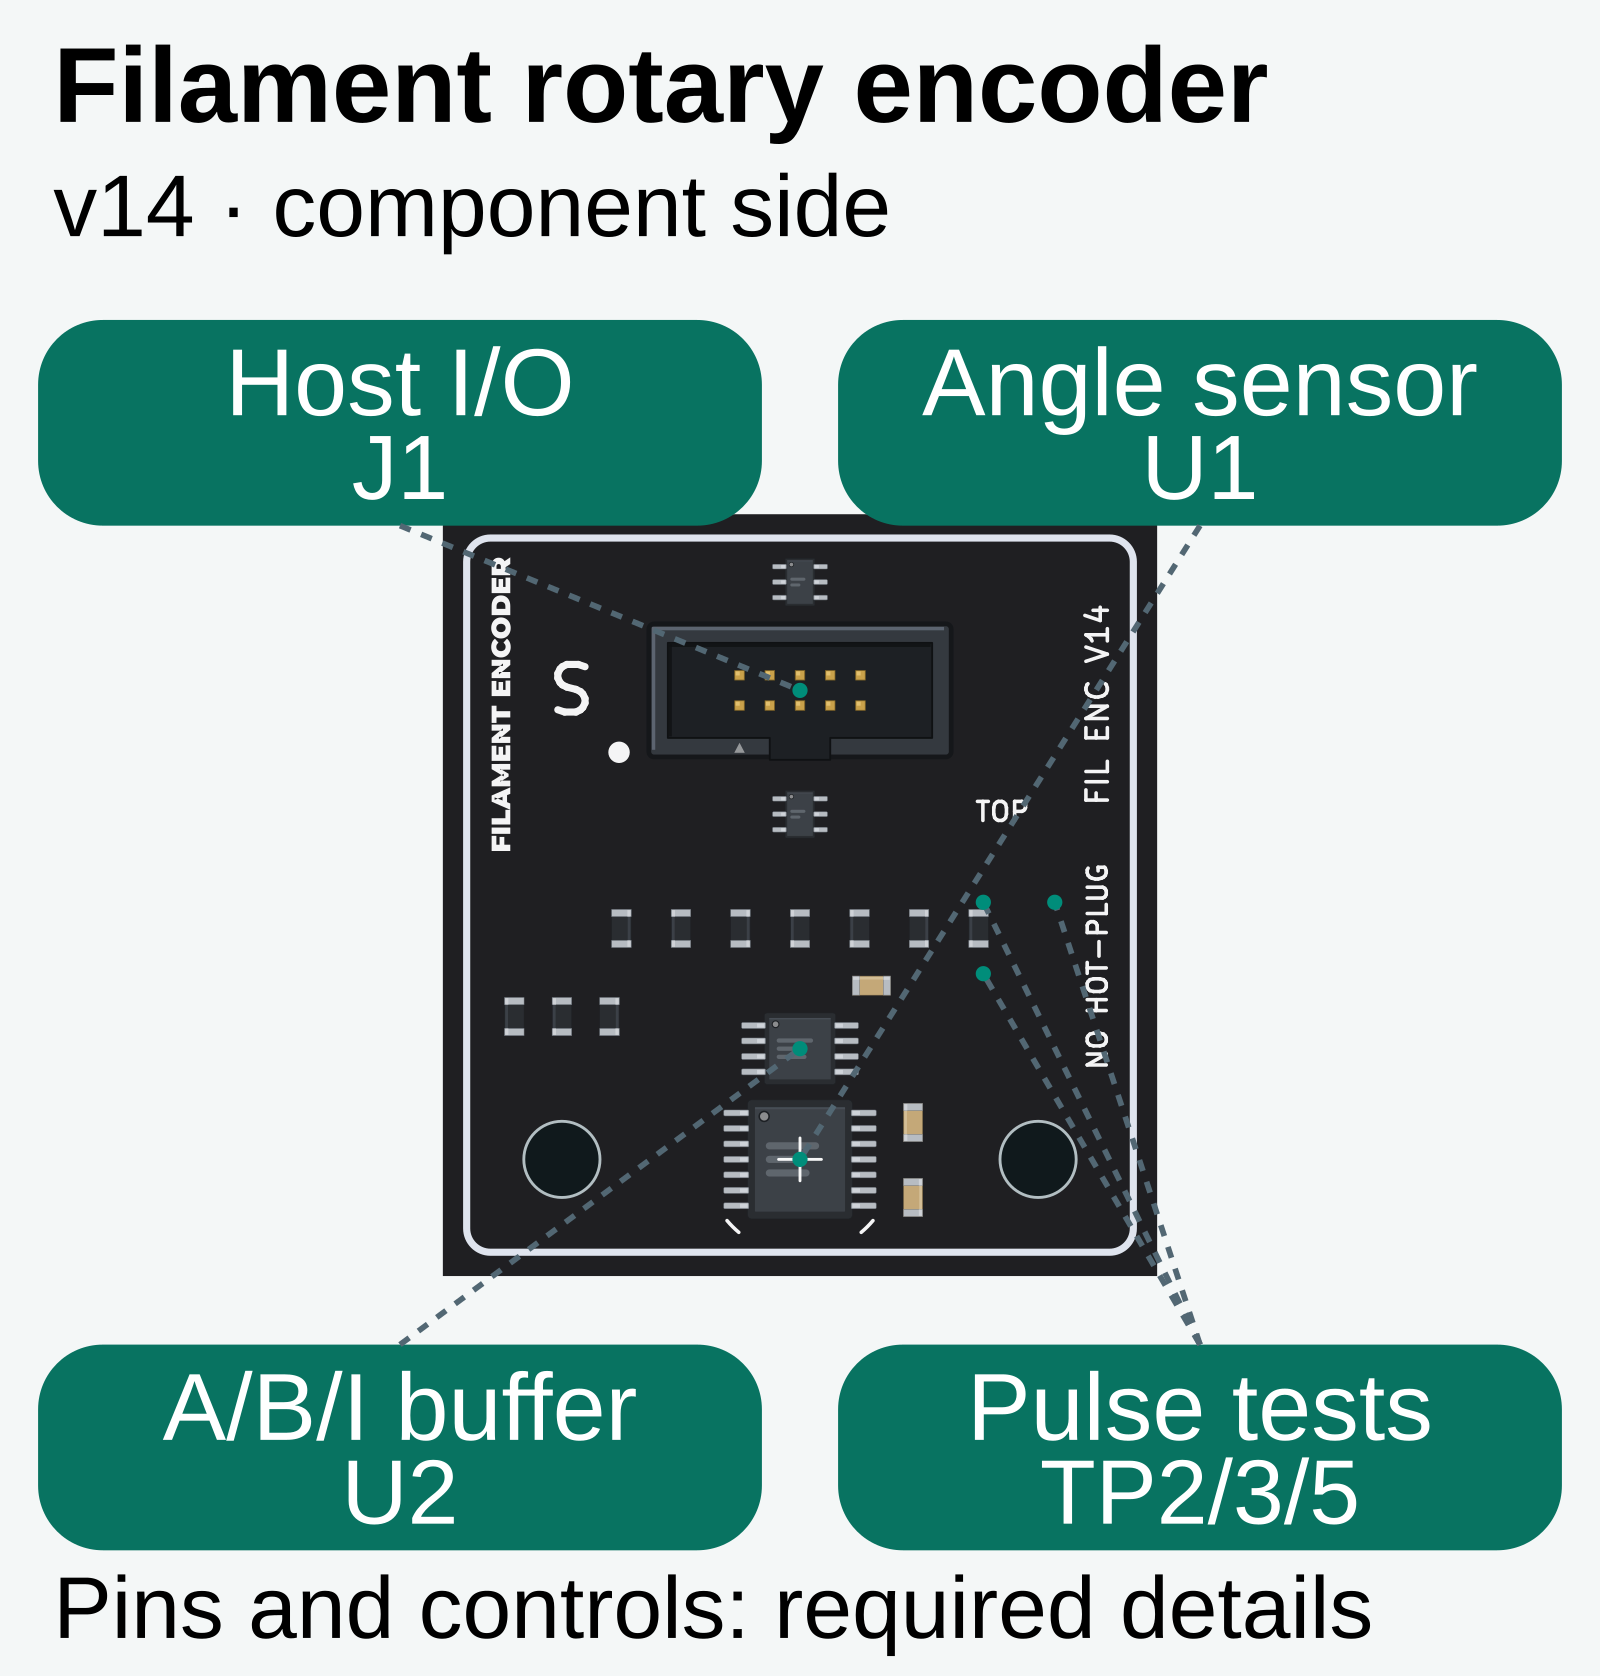 Filament rotary encoder
v14 · component side
Host I/O
J1
Angle sensor
U1
FILAMENT ENCODER
S
FIL ENC V14
TOP
NO HOT-PLUG
A/B/I buffer
U2
Pulse tests
TP2/3/5
Pins and controls: required details